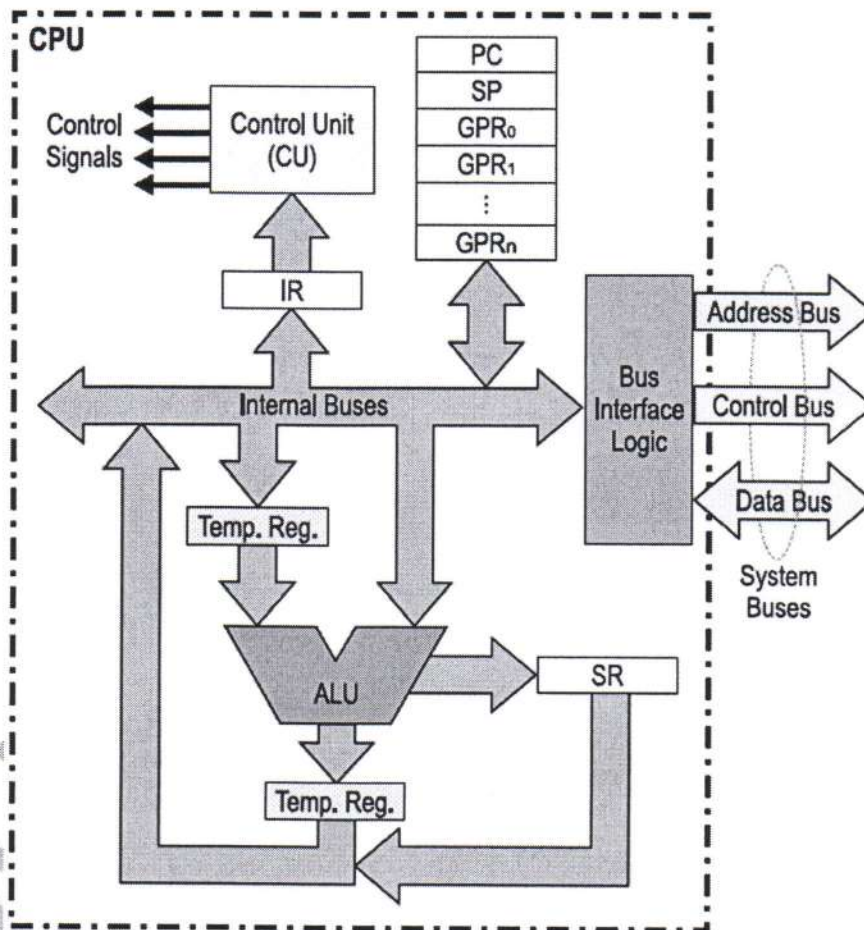 CPU
PC
SP
GPR₀
GPR₁
⋮
GPRₙ
Control
Signals
Control Unit
(CU)
IR
Internal Buses
Bus
Interface
Logic
Address Bus
Control Bus
Data Bus
System
Buses
Temp. Reg.
ALU
SR
Temp. Reg.